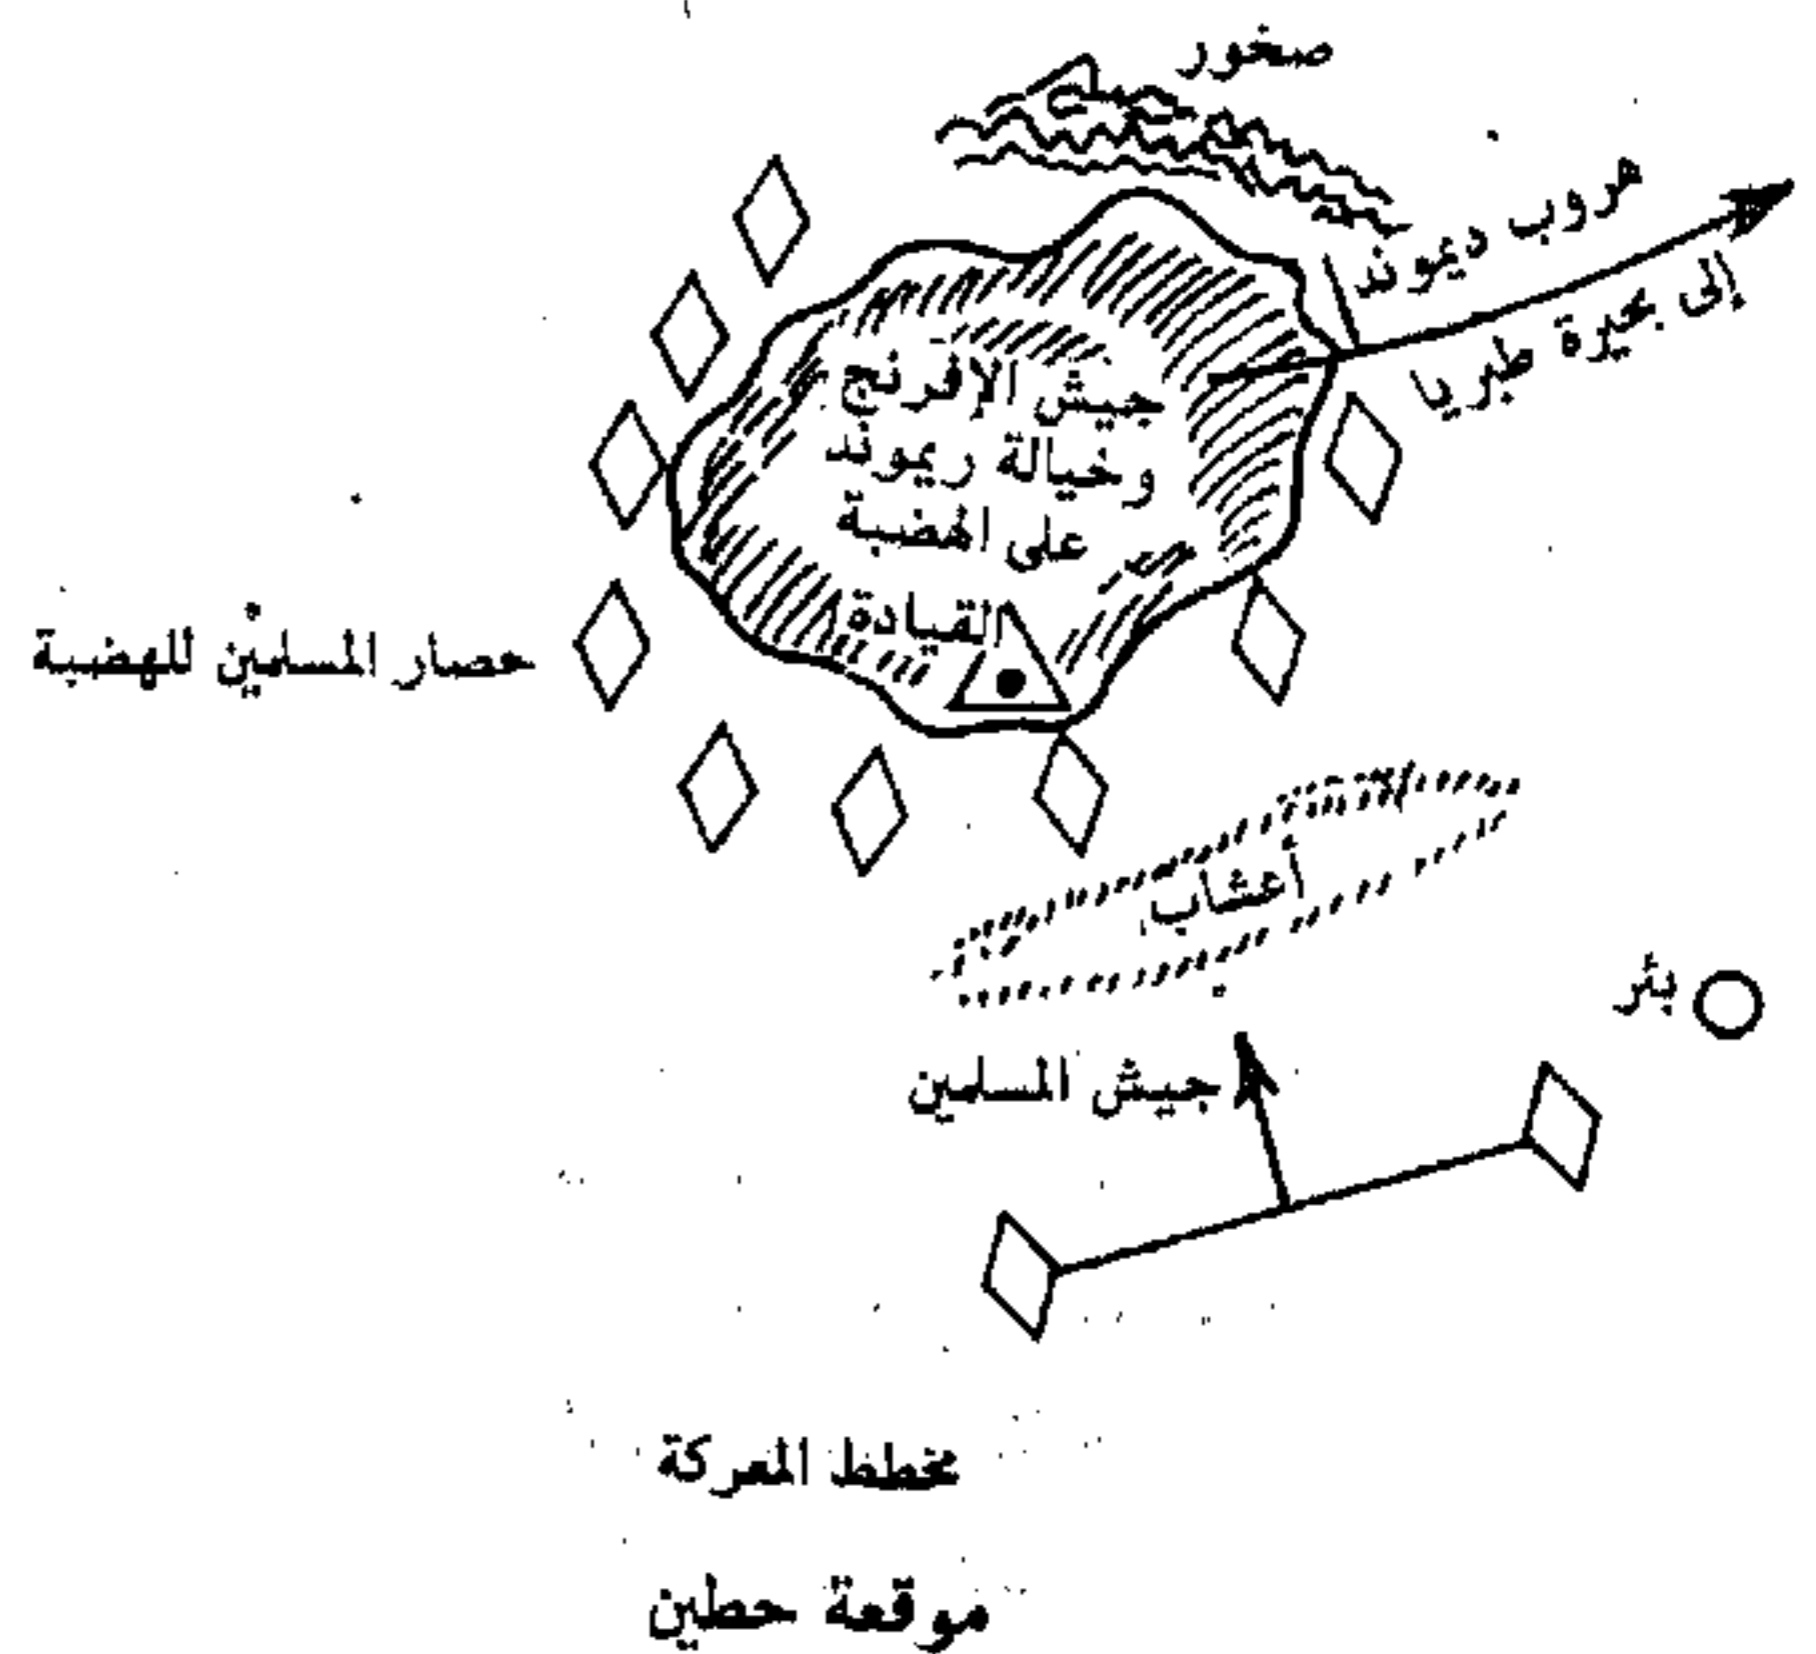 صخور
هروب ديموند
إلى بحيرة طبريا
جيش الإفرنج
وخيالة ريموند
على الهضبة
القيادة
حصار المسلمين للهضبة
أعشاب
بئر
جيش المسلمين
مخطط المعركة
موقعة حطين